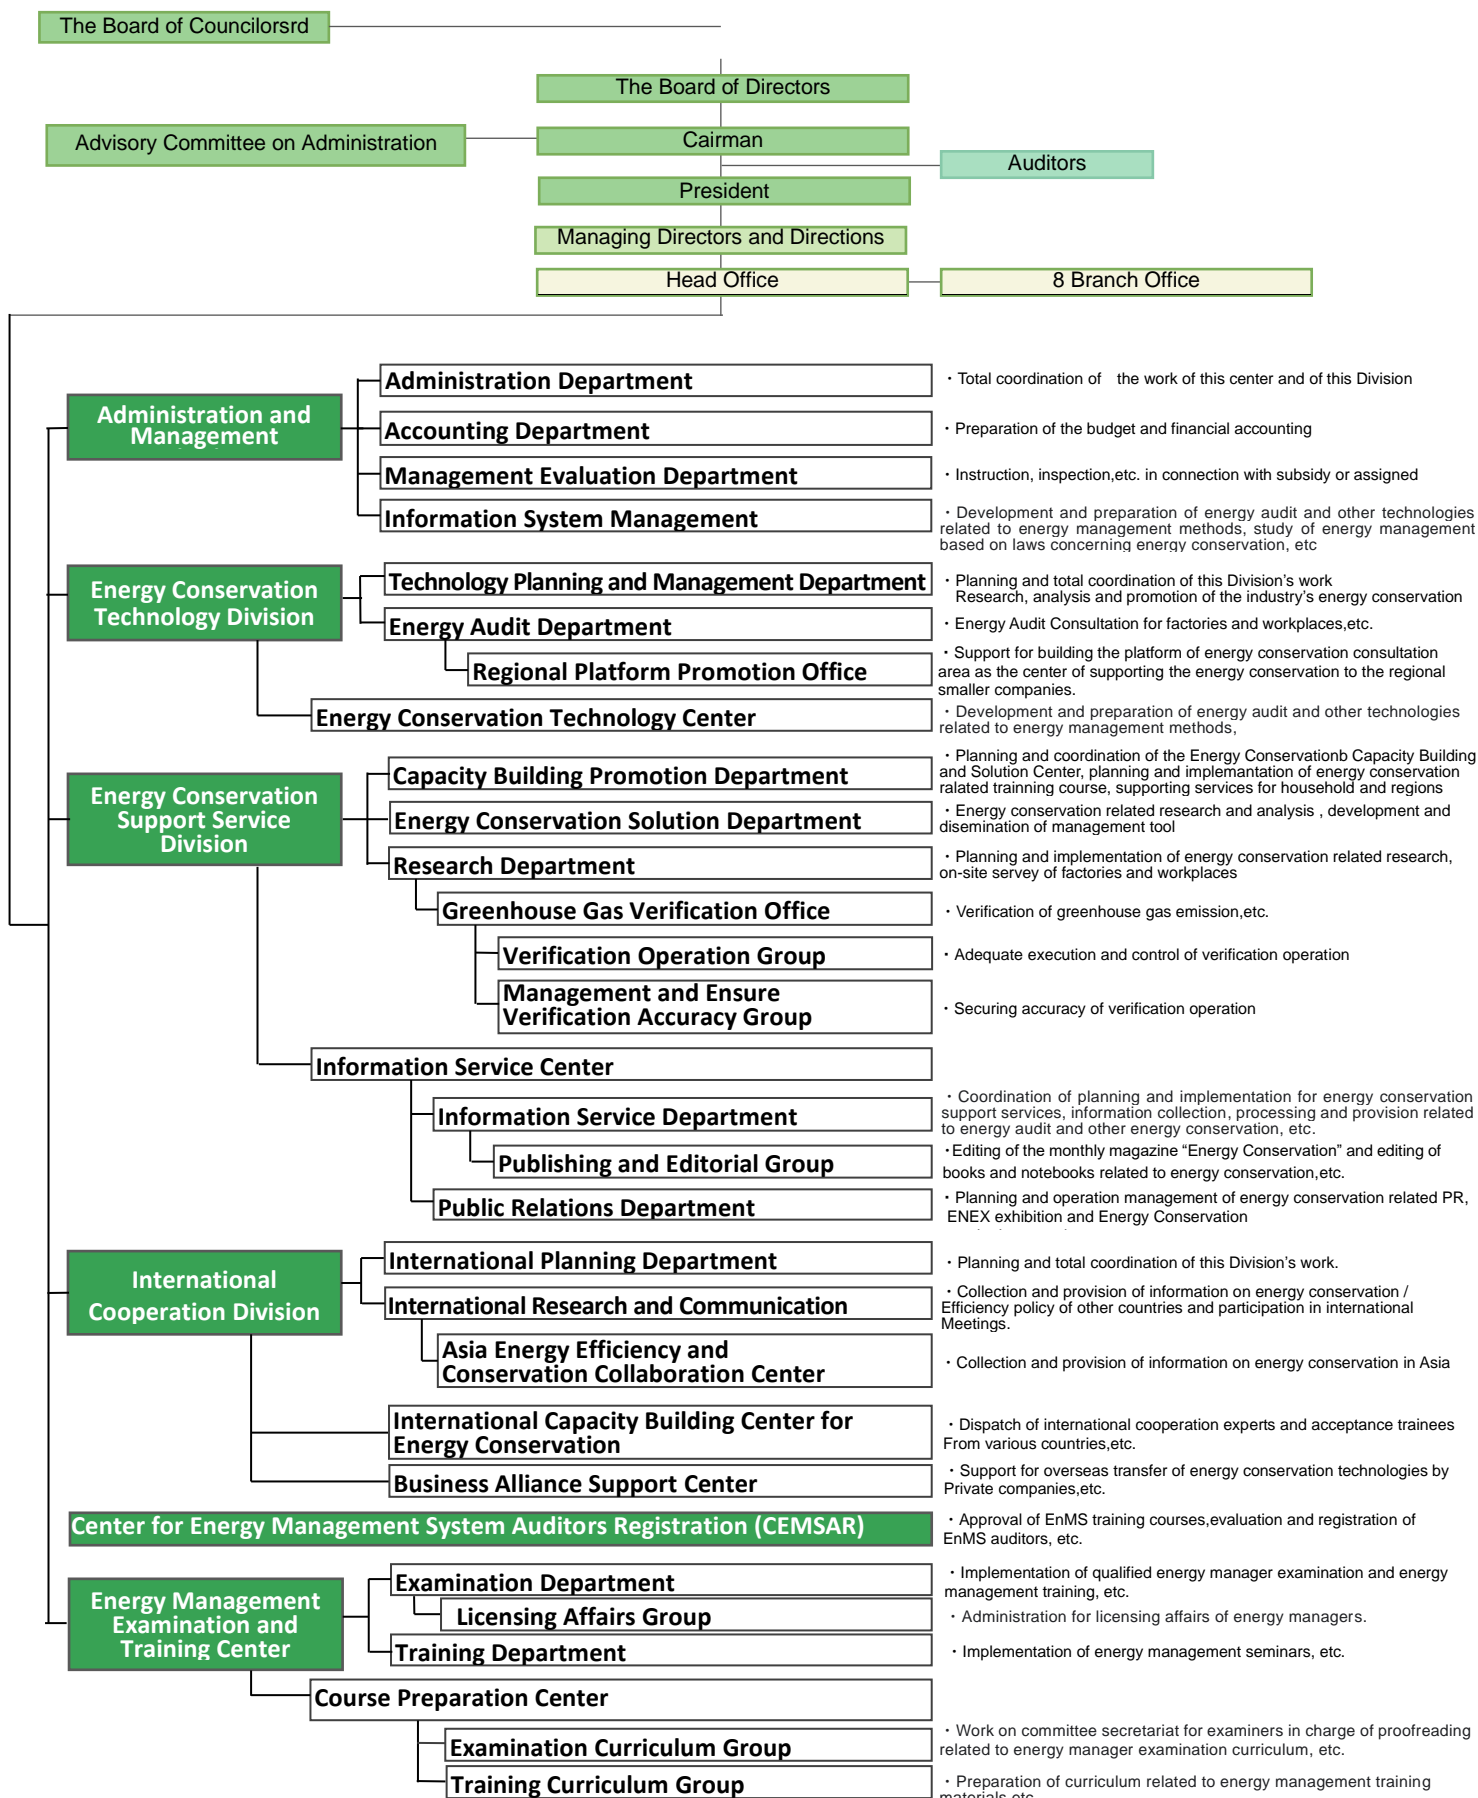 The Board of Councilorsrd
The Board of Directors
Advisory Committee on Administration
Cairman
Auditors
President
Managing Directors and Directions
Head Office
8 Branch Office
Administration and
Management
Administration Department
・Total coordination of the work of this center and of this Division
Accounting Department
・Preparation of the budget and financial accounting
Management Evaluation Department
・Instruction, inspection,etc. in connection with subsidy or assigned
Information System Management
・Development and preparation of energy audit and other technologies
related to energy management methods, study of energy management
based on laws concerning energy conservation, etc
Energy Conservation
Technology Division
Technology Planning and Management Department
・Planning and total coordination of this Division’s work
Research, analysis and promotion of the industry’s energy conservation
Energy Audit Department
・Energy Audit Consultation for factories and workplaces,etc.
Regional Platform Promotion Office
・Support for building the platform of energy conservation consultation
area as the center of supporting the energy conservation to the regional
smaller companies.
Energy Conservation Technology Center
・Development and preparation of energy audit and other technologies
related to energy management methods,
Energy Conservation
Support Service
Division
Capacity Building Promotion Department
・Planning and coordination of the Energy Conservationb Capacity Building
and Solution Center, planning and implemantation of energy conservation
ralated trainning course, supporting services for household and regions
Energy Conservation Solution Department
・Energy conservation related research and analysis , development and
disemination of management tool
Research Department
・Planning and implementation of energy conservation related research,
on-site servey of factories and workplaces
Greenhouse Gas Verification Office
・Verification of greenhouse gas emission,etc.
Verification Operation Group
・Adequate execution and control of verification operation
Management and Ensure
Verification Accuracy Group
・Securing accuracy of verification operation
Information Service Center
Information Service Department
・Coordination of planning and implementation for energy conservation
support services, information collection, processing and provision related
to energy audit and other energy conservation, etc.
Publishing and Editorial Group
・Editing of the monthly magazine “Energy Conservation” and editing of
books and notebooks related to energy conservation,etc.
Public Relations Department
・Planning and operation management of energy conservation related PR,
ENEX exhibition and Energy Conservation
International
Cooperation Division
International Planning Department
・Planning and total coordination of this Division’s work.
International Research and Communication
・Collection and provision of information on energy conservation /
Efficiency policy of other countries and participation in international
Meetings.
Asia Energy Efficiency and
Conservation Collaboration Center
・Collection and provision of information on energy conservation in Asia
International Capacity Building Center for
Energy Conservation
・Dispatch of international cooperation experts and acceptance trainees
From various countries,etc.
Business Alliance Support Center
・Support for overseas transfer of energy conservation technologies by
Private companies,etc.
Center for Energy Management System Auditors Registration (CEMSAR)
・Approval of EnMS training courses,evaluation and registration of
EnMS auditors, etc.
Energy Management
Examination and
Training Center
Examination Department
・Implementation of qualified energy manager examination and energy
management training, etc.
Licensing Affairs Group
・Administration for licensing affairs of energy managers.
Training Department
・Implementation of energy management seminars, etc.
Course Preparation Center
Examination Curriculum Group
・Work on committee secretariat for examiners in charge of proofreading
related to energy manager examination curriculum, etc.
Training Curriculum Group
・Preparation of curriculum related to energy management training
materials,etc